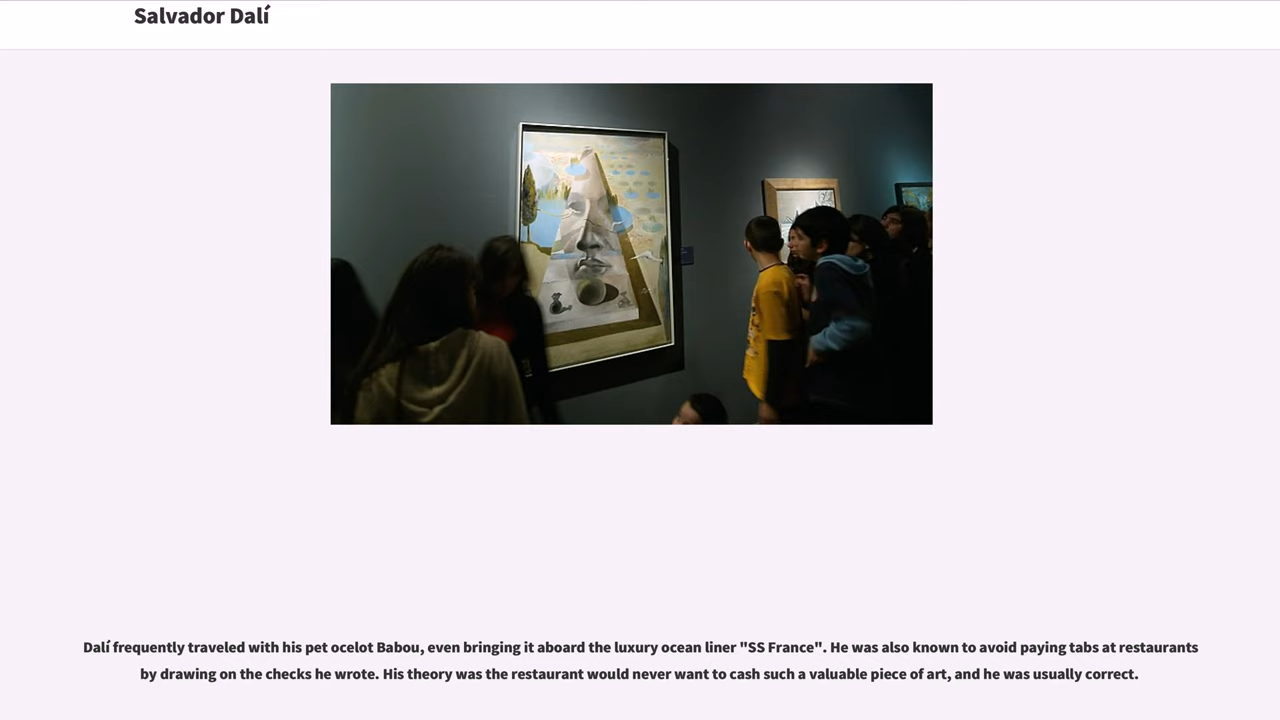 Salvador Dalí
Dalí frequently traveled with his pet ocelot Babou, even bringing it aboard the luxury ocean liner "SS France". He was also known to avoid paying tabs at restaurants
by drawing on the checks he wrote. His theory was the restaurant would never want to cash such a valuable piece of art, and he was usually correct.